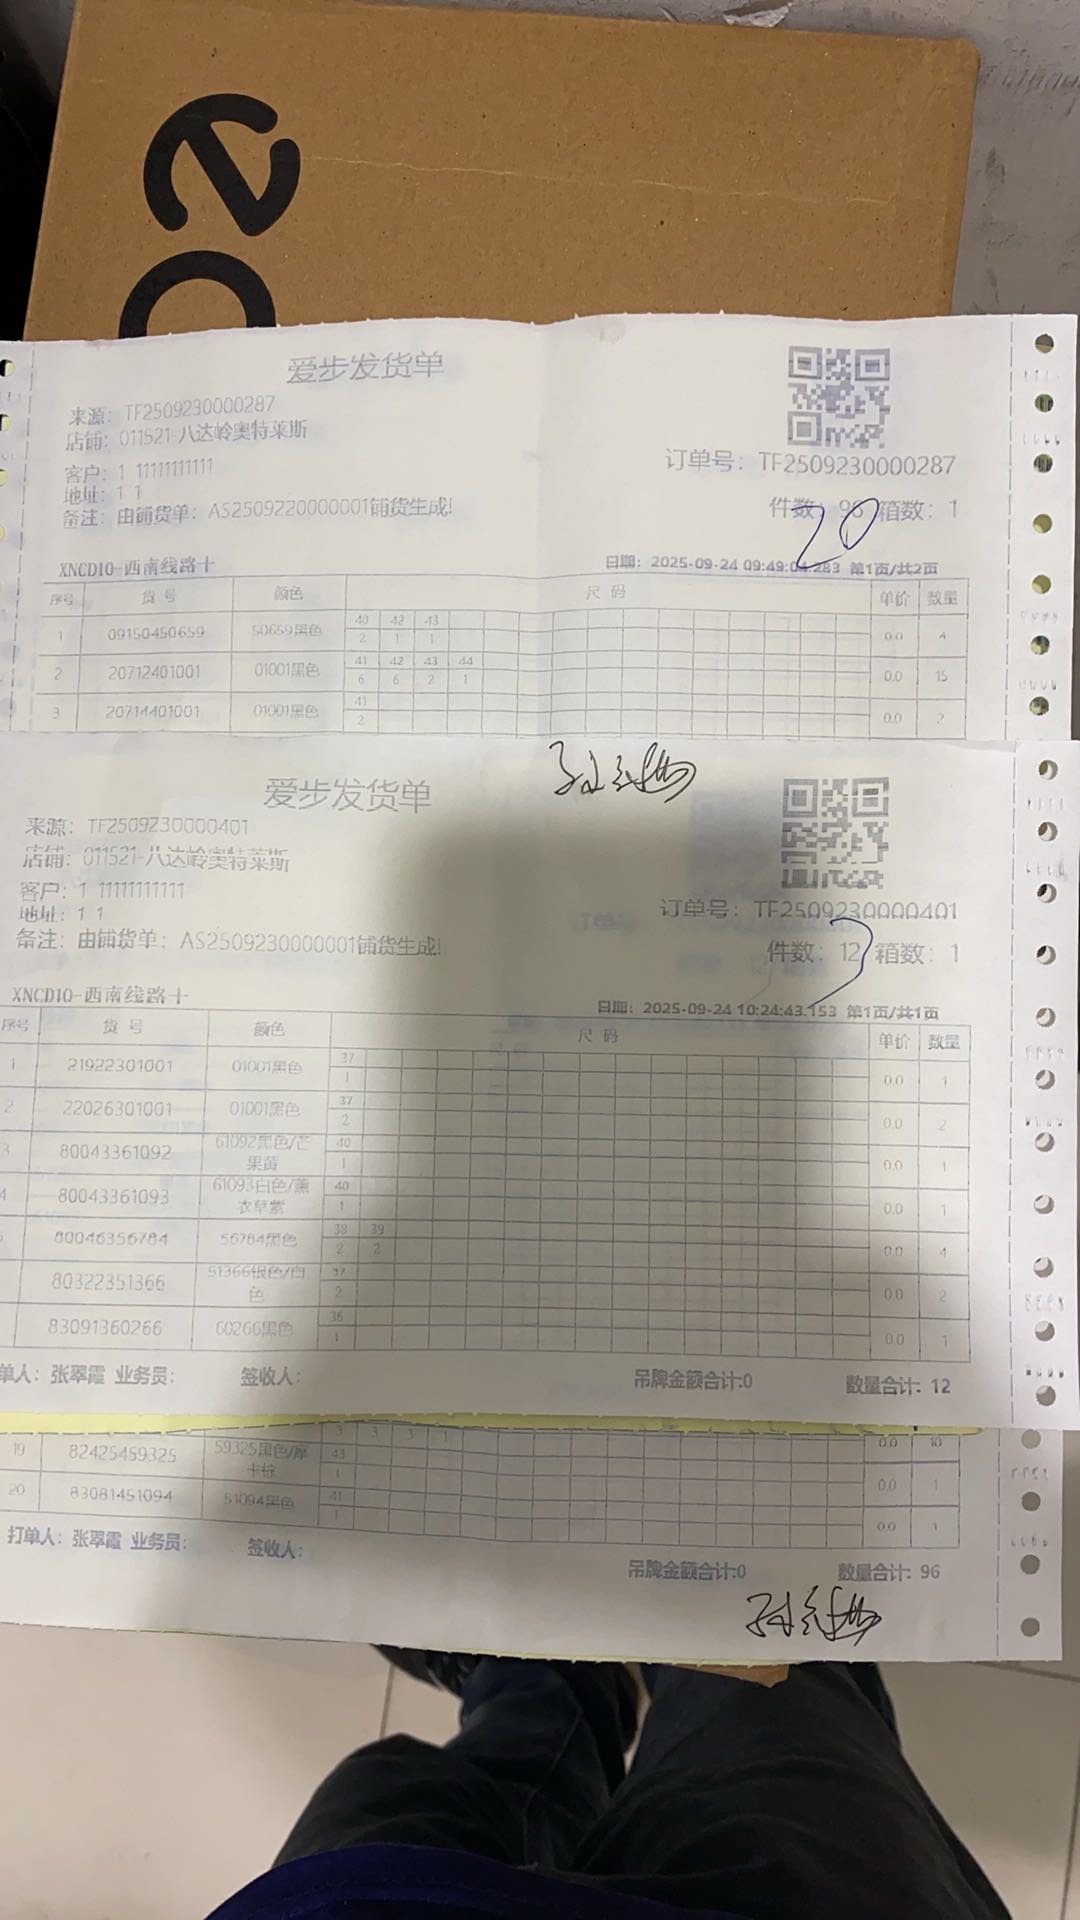 爱步发货单
来源：TF2509230000287
店铺：011521-八达岭奥特莱斯
客户：1 11111111111
地址：1 1
备注：由铺货单：AS2509220000001铺货生成!
订单号：TF2509230000287
件数：96 箱数：1
20
XNCD10-西南线路十
日期：2025-09-24 09:49:04.283 第1页/共2页
序号 货号 颜色 尺码 单价 数量
40 42 43
1 09150450659 50659黑色 0.0 4
2 1 1
41 42 43 44
2 20712401001 01001黑色 0.0 15
6 6 2 1
41
3 20714401001 01001黑色 0.0 2
2
爱步发货单
来源：TF2509230000401
店铺：011521-八达岭奥特莱斯
客户：1 11111111111
地址：1 1
备注：由铺货单：AS2509230000001铺货生成!
订单号：TF2509230000401
件数：12 箱数：1
XNCD10-西南线路十
日期：2025-09-24 10:24:43.153 第1页/共1页
序号 货号 颜色 尺码 单价 数量
37
1 21922301001 01001黑色 0.0 1
1
37
2 22026301001 01001黑色 0.0 2
2
40
3 80043361092 61092黑色/芒果黄 0.0 1
1
40
4 80043361093 61093白色/薰衣草紫 0.0 1
1
38 39
80046356784 56784黑色 0.0 4
2 2
37
80322351366 51366银色/白色 0.0 2
2
36
83091360266 60266黑色 0.0 1
1
单人：张翠霞 业务员： 签收人： 吊牌金额合计:0 数量合计：12
3 3 3 1 0.0 10
43
19 82425459325 59325黑色/摩卡棕 0.0 1
1
41
20 83081451094 51094黑色 0.0 1
1
打单人：张翠霞 业务员： 签收人： 吊牌金额合计:0 数量合计：96